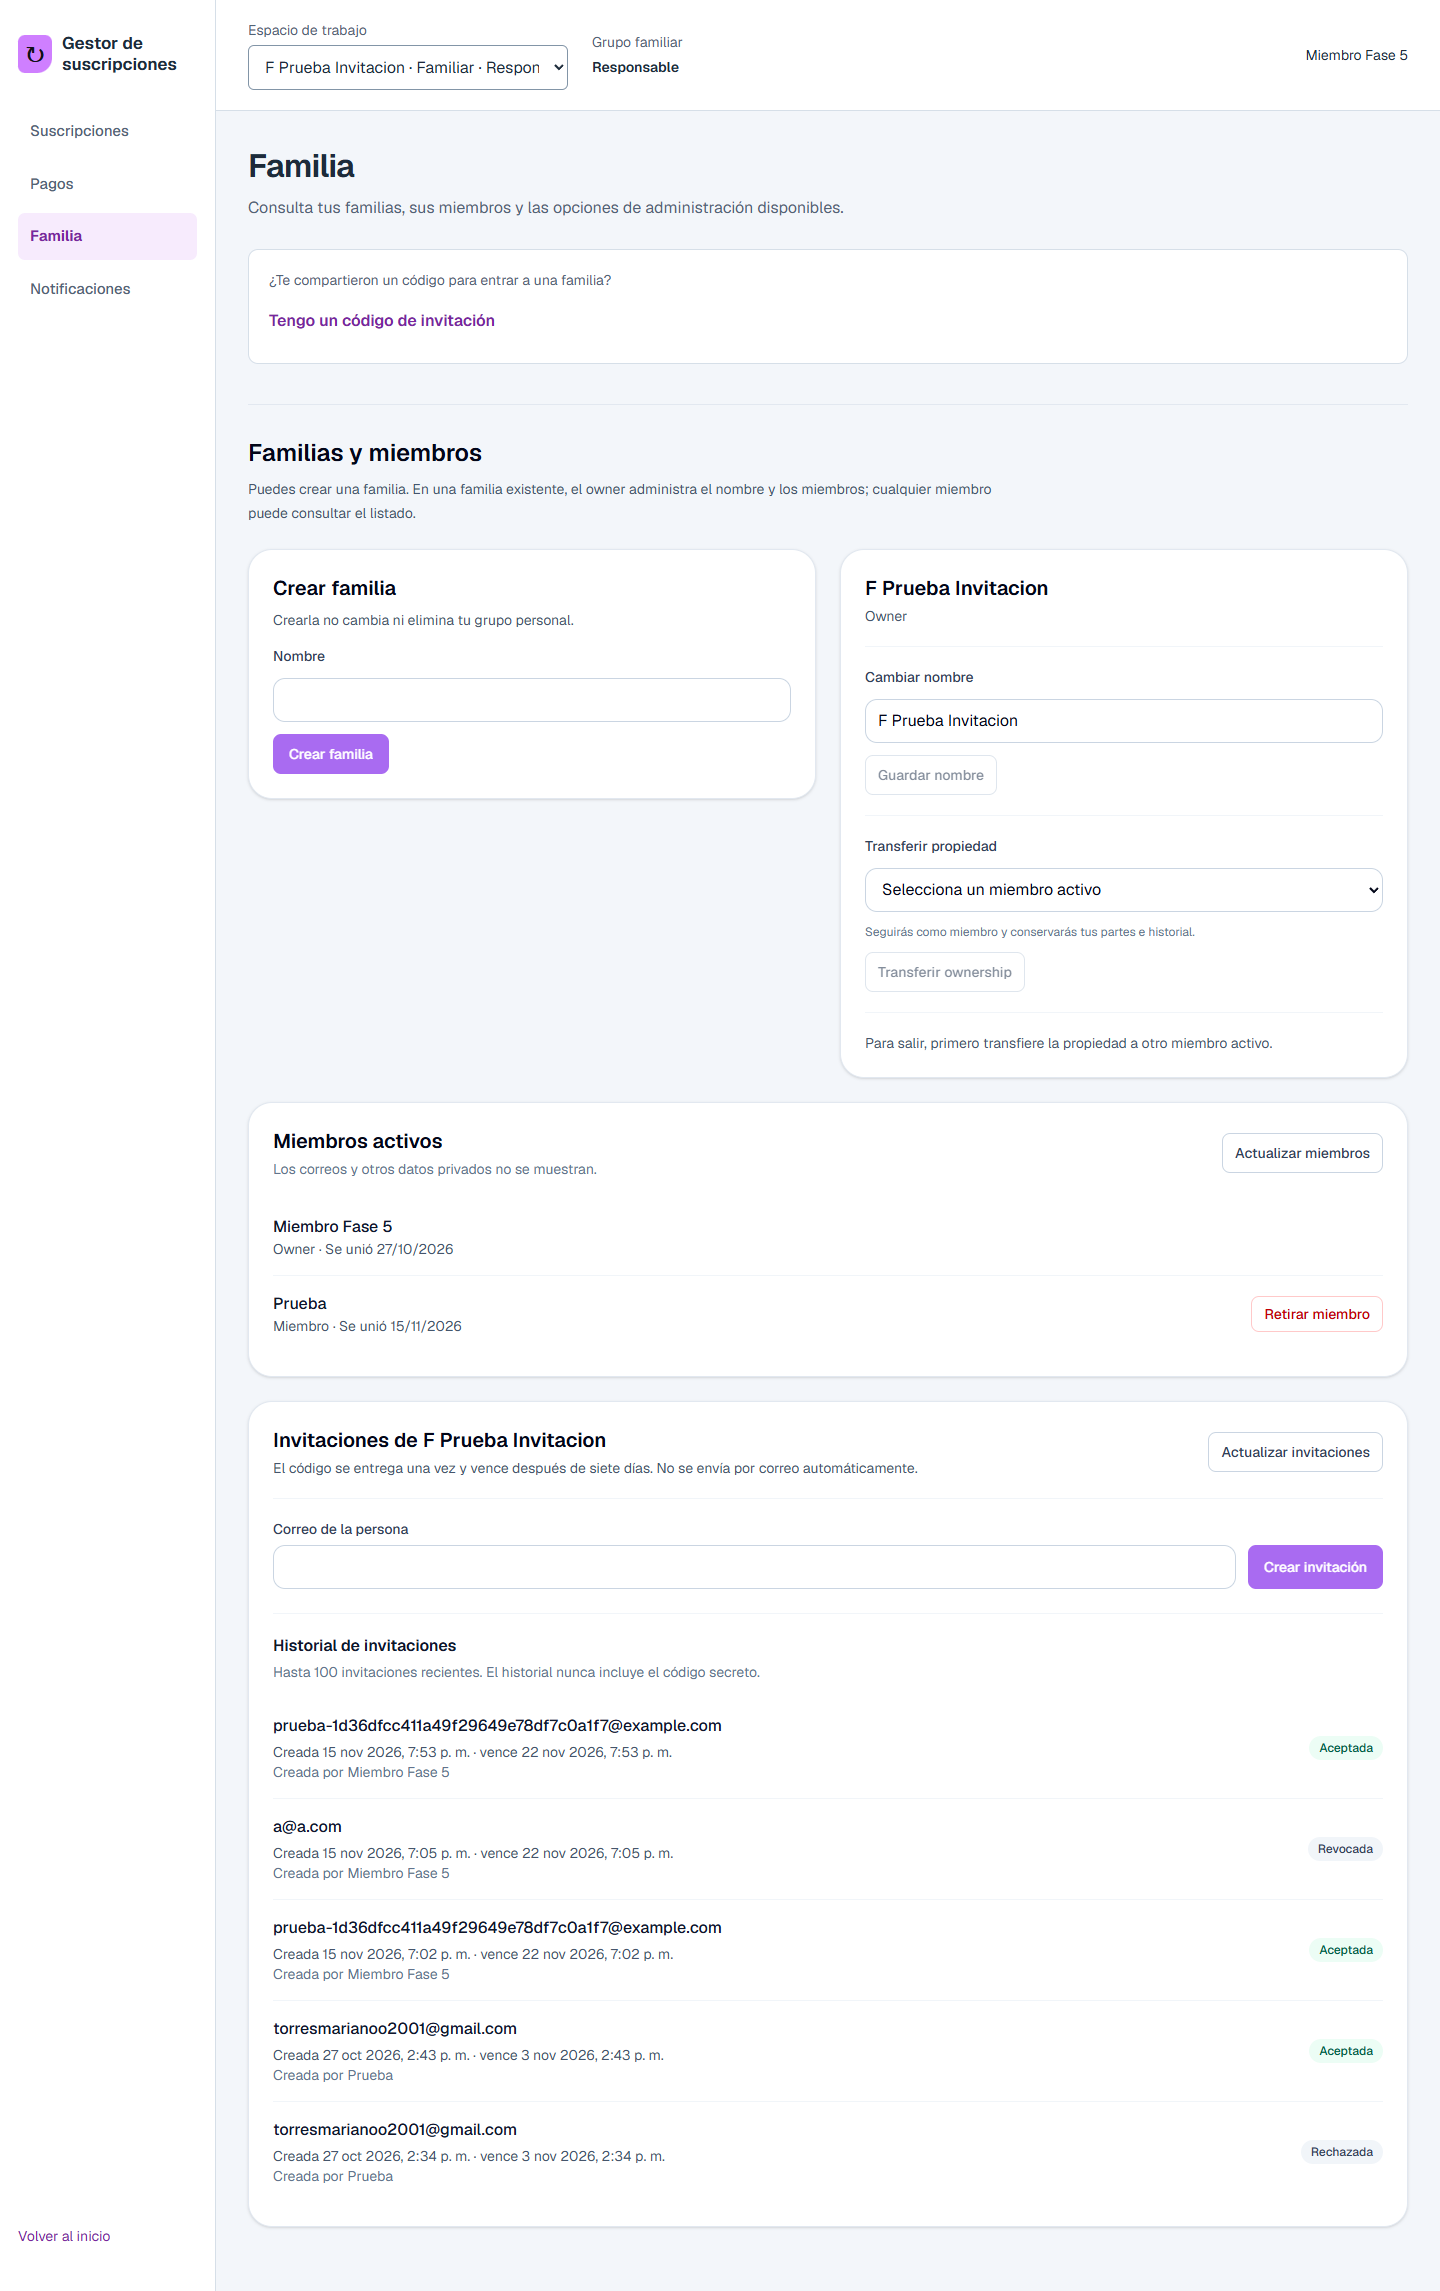 Gestor de
suscripciones
Suscripciones
Pagos
Familia
Notificaciones
Volver al inicio
Espacio de trabajo
F Prueba Invitacion · Familiar · Respon
Grupo familiar
Responsable
Miembro Fase 5
Familia
Consulta tus familias, sus miembros y las opciones de administración disponibles.
¿Te compartieron un código para entrar a una familia?
Tengo un código de invitación
Familias y miembros
Puedes crear una familia. En una familia existente, el owner administra el nombre y los miembros; cualquier miembro
puede consultar el listado.
Crear familia
Crearla no cambia ni elimina tu grupo personal.
Nombre
Crear familia
F Prueba Invitacion
Owner
Cambiar nombre
F Prueba Invitacion
Guardar nombre
Transferir propiedad
Selecciona un miembro activo
Seguirás como miembro y conservarás tus partes e historial.
Transferir ownership
Para salir, primero transfiere la propiedad a otro miembro activo.
Miembros activos
Los correos y otros datos privados no se muestran.
Actualizar miembros
Miembro Fase 5
Owner · Se unió 27/10/2026
Prueba
Miembro · Se unió 15/11/2026
Retirar miembro
Invitaciones de F Prueba Invitacion
El código se entrega una vez y vence después de siete días. No se envía por correo automáticamente.
Actualizar invitaciones
Correo de la persona
Crear invitación
Historial de invitaciones
Hasta 100 invitaciones recientes. El historial nunca incluye el código secreto.
prueba-1d36dfcc411a49f29649e78df7c0a1f7@example.com
Creada 15 nov 2026, 7:53 p. m. · vence 22 nov 2026, 7:53 p. m.
Creada por Miembro Fase 5
Aceptada
a@a.com
Creada 15 nov 2026, 7:05 p. m. · vence 22 nov 2026, 7:05 p. m.
Creada por Miembro Fase 5
Revocada
prueba-1d36dfcc411a49f29649e78df7c0a1f7@example.com
Creada 15 nov 2026, 7:02 p. m. · vence 22 nov 2026, 7:02 p. m.
Creada por Miembro Fase 5
Aceptada
torresmarianoo2001@gmail.com
Creada 27 oct 2026, 2:43 p. m. · vence 3 nov 2026, 2:43 p. m.
Creada por Prueba
Aceptada
torresmarianoo2001@gmail.com
Creada 27 oct 2026, 2:34 p. m. · vence 3 nov 2026, 2:34 p. m.
Creada por Prueba
Rechazada